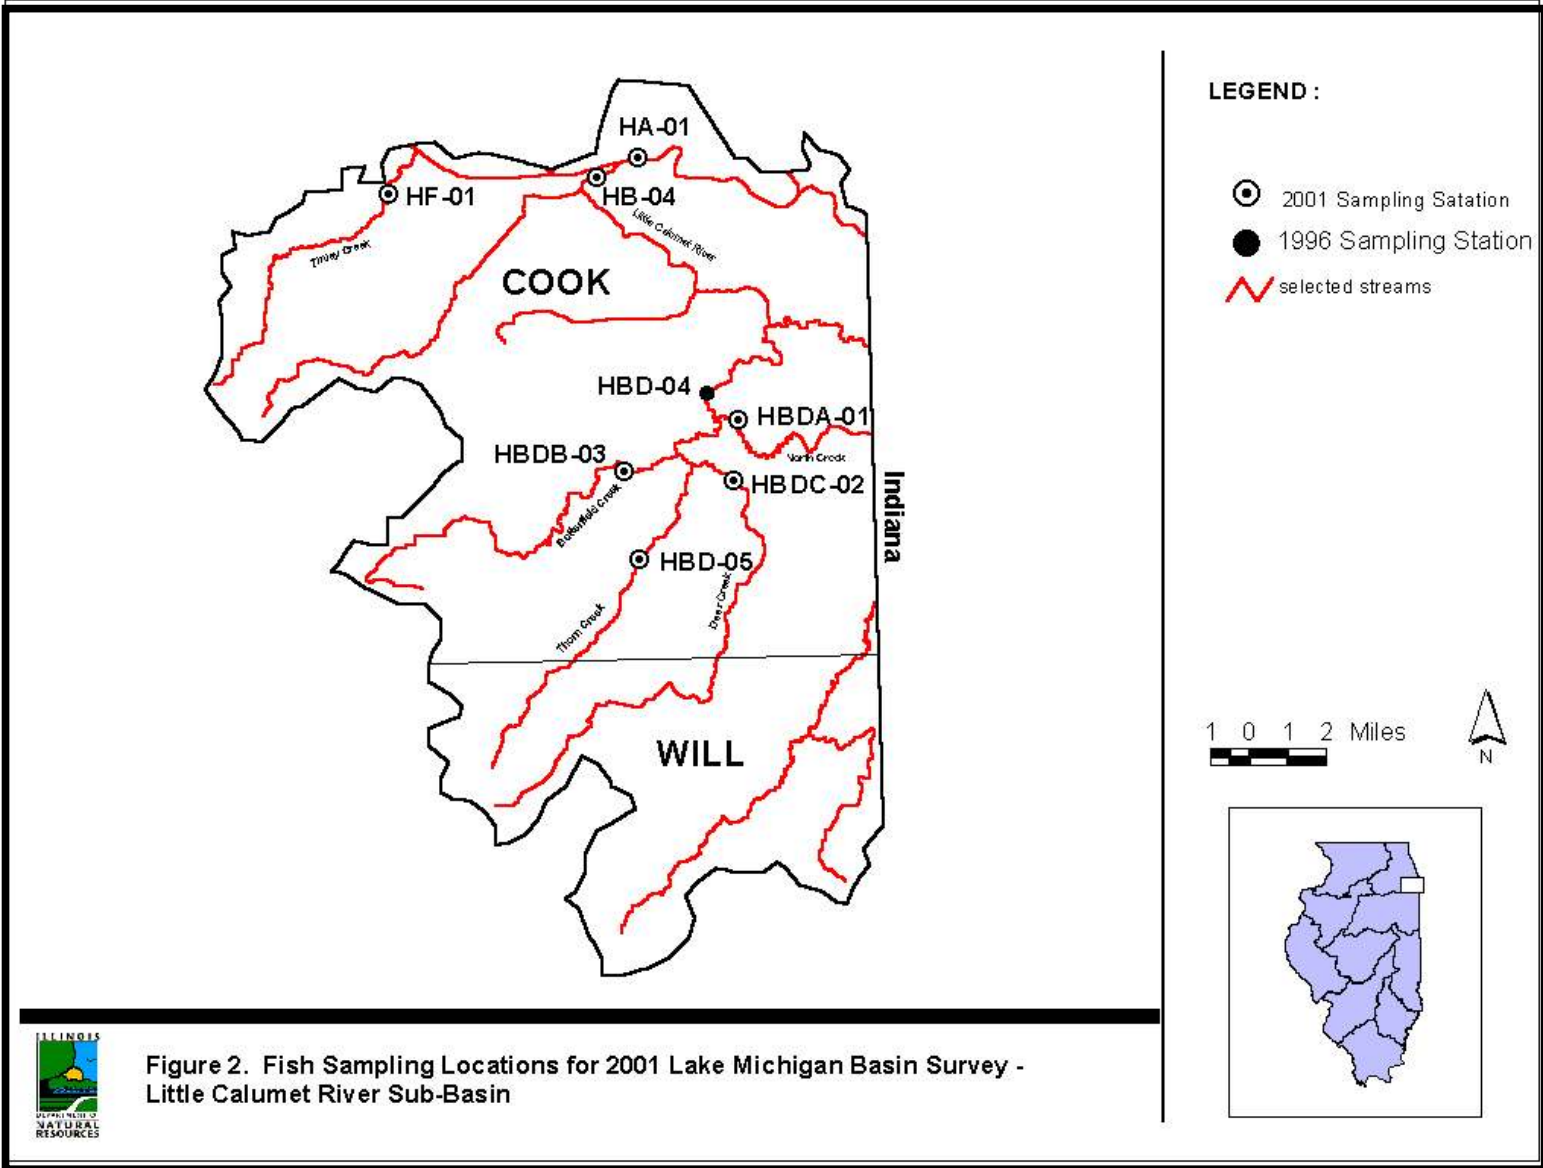 LEGEND :
2001 Sampling Satation
1996 Sampling Station
selected streams
HA-01
HF-01
HB-04
Tinley Creek
Little Calumet River
COOK
HBD-04
HBDA-01
North Creek
HBDB-03
HBDC-02
Butterfield Creek
Indiana
HBD-05
Deer Creek
Thorn Creek
WILL
1 0 1 2 Miles
N
ILLINOIS
DEPARTMENT OF
NATURAL
RESOURCES
Figure 2. Fish Sampling Locations for 2001 Lake Michigan Basin Survey -
Little Calumet River Sub-Basin